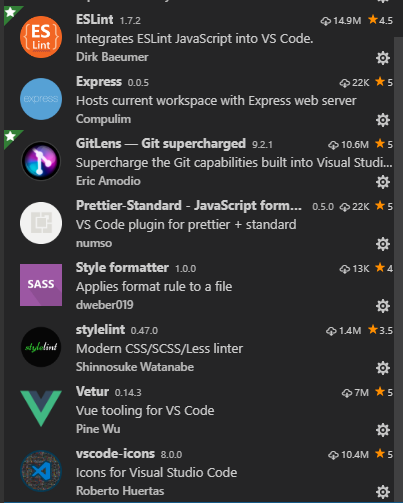 ESLint 1.7.2 14.9M 4.5
ES
Lint
Integrates ESLint JavaScript into VS Code.
Dirk Baeumer
Express 0.0.5 22K 5
express
Hosts current workspace with Express web server
Compulim
GitLens — Git supercharged 9.2.1 10.6M 5
Supercharge the Git capabilities built into Visual Studi...
Eric Amodio
Prettier-Standard - JavaScript form... 0.5.0 22K 5
VS Code plugin for prettier + standard
numso
Style formatter 1.0.0 13K 4
SASS
Applies format rule to a file
dweber019
stylelint 0.47.0 1.4M 3.5
stylelint
Modern CSS/SCSS/Less linter
Shinnosuke Watanabe
Vetur 0.14.3 7M 5
Vue tooling for VS Code
Pine Wu
vscode-icons 8.0.0 10.4M 5
Icons for Visual Studio Code
Roberto Huertas